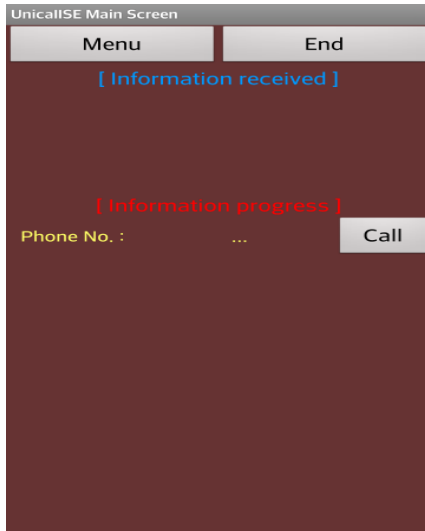 UnicallSE Main Screen
Menu End
[ Information received ]
[ Information progress ]
Phone No. : ... Call